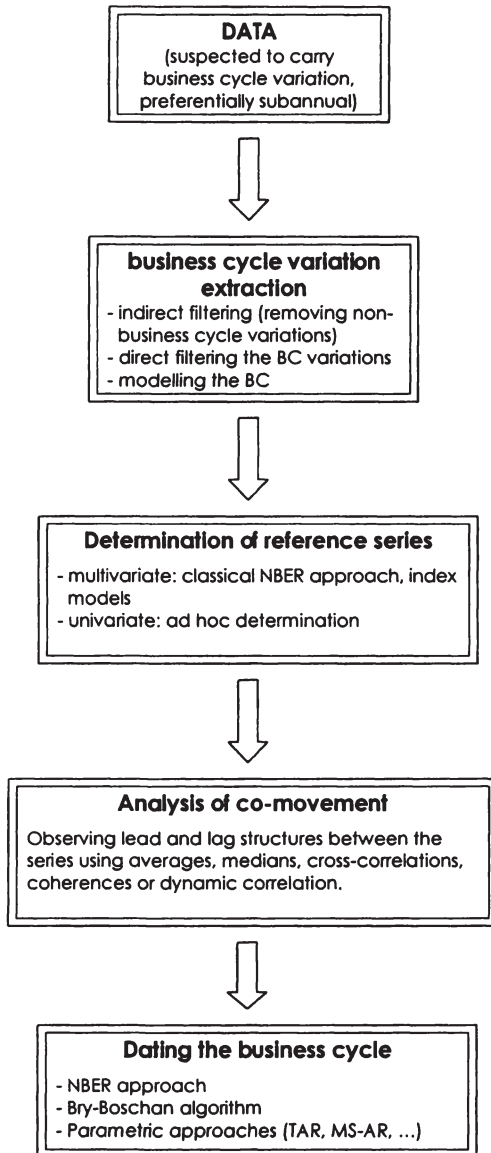 DATA
(suspected to carry
business cycle variation,
preferentially subannual)
business cycle variation
extraction
- indirect filtering (removing non-
business cycle variations)
- direct filtering the BC variations
- modelling the BC
Determination of reference series
- multivariate: classical NBER approach, index
models
- univariate: ad hoc determination
Analysis of co-movement
Observing lead and lag structures between the
series using averages, medians, cross-correlations,
coherences or dynamic correlation.
Dating the business cycle
- NBER approach
- Bry-Boschan algorithm
- Parametric approaches (TAR, MS-AR, ...)